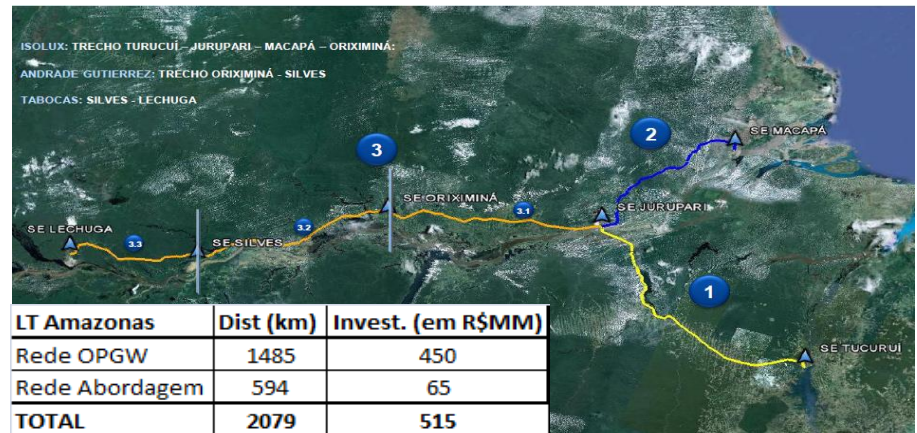 ISOLUX: TRECHO TURUCUÍ – JURUPARI – MACAPÁ – ORIXIMINÁ:
ANDRADE GUTIERREZ: TRECHO ORIXIMINÁ - SILVES
TABOCAS: SILVES - LECHUGA
2
SE MACAPÁ
3
SE ORIXIMINÁ
3.1
SE JURUPARI
SE LECHUGA
3.3
SE SILVES
3.2
1
SE TUCURUÍ
LT Amazonas Dist (km) Invest. (em R$MM)
Rede OPGW 1485 450
Rede Abordagem 594 65
TOTAL 2079 515